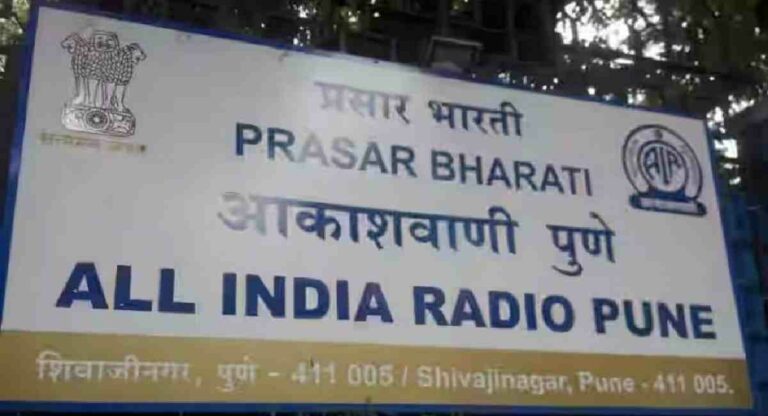 प्रसार भारती
PRASAR BHARATI
आकाशवाणी पुणे
ALL INDIA RADIO PUNE
शिवाजीनगर, पुणे - 411 005 / Shivajinagar, Pune - 411 005.
AIR